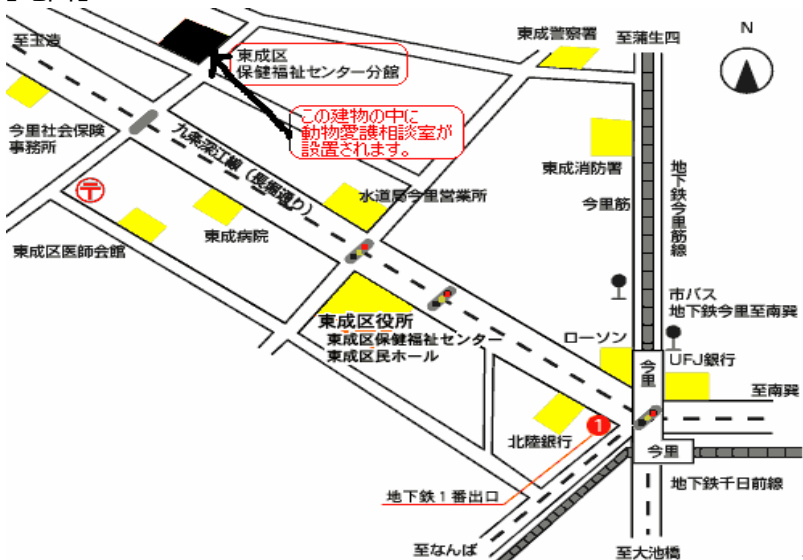 至玉造
東成区
保健福祉センター分館
東成警察署
至蒲生四
N
この建物の中に
動物愛護相談室が
設置されます。
今里社会保険
事務所
九条深江線（長堀通り）
東成消防署
地下鉄今里筋線
水道局今里営業所
今里筋
東成病院
東成区医師会館
市バス
地下鉄今里至南巽
東成区役所
東成区保健福祉センター
東成区民ホール
ローソン
今里
UFJ銀行
至南巽
1
北陸銀行
今里
地下鉄千日前線
地下鉄1番出口
至なんば
至大池橋